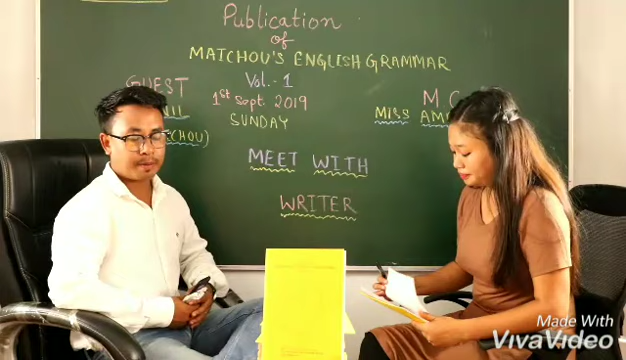 Publication
of
MATCHOU'S ENGLISH GRAMMAR
Vol.-1
GUEST
1st Sept. 2019
M.C
MISS
SUNDAY
MEET WITH
WRITER
Made With
VivaVideo